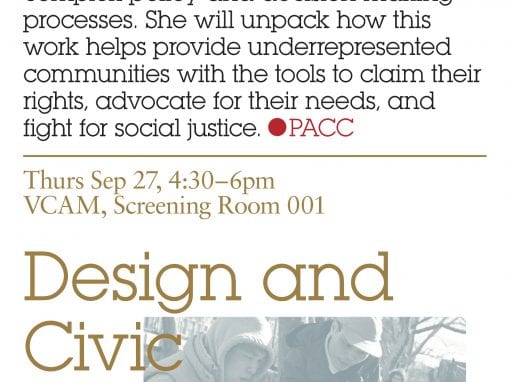 processes. She will unpack how this
work helps provide underrepresented
communities with the tools to claim their
rights, advocate for their needs, and
fight for social justice. ●PACC
Thurs Sep 27, 4:30–6pm
VCAM, Screening Room 001
Design and
Civic